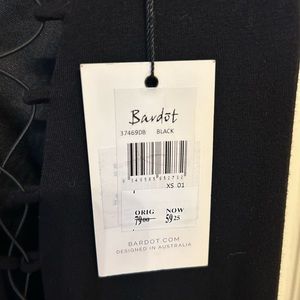 Bardot
37469DB BLACK
XS 01
ORIG NOW
79.00 59.25
BARDOT.COM
DESIGNED IN AUSTRALIA